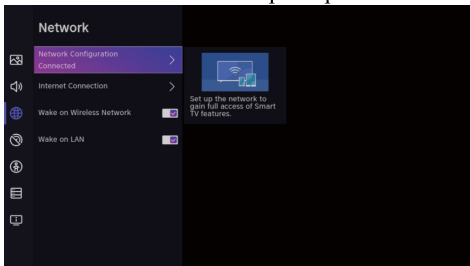 Network
Network Configuration
Connected
Internet Connection
Wake on Wireless Network
Wake on LAN
Set up the network to
gain full access of Smart
TV features.